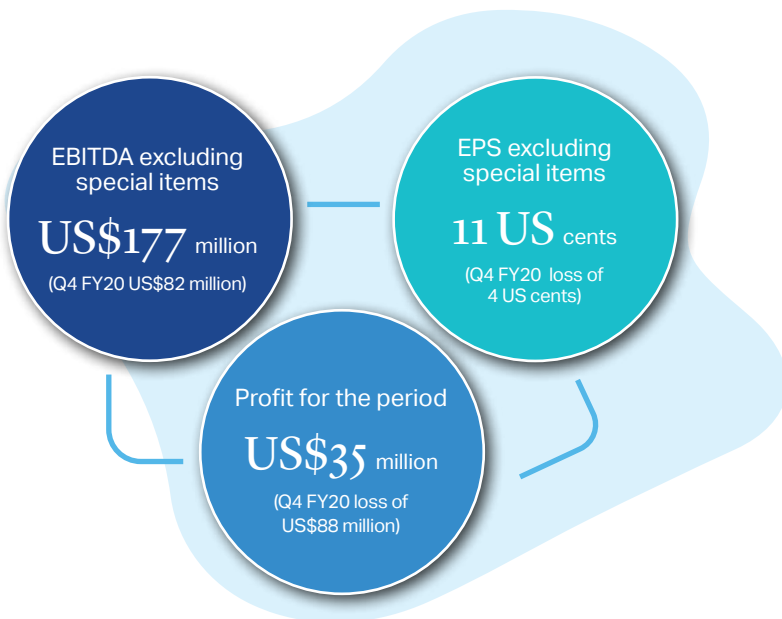 EBITDA excluding
special items
US$177 million
(Q4 FY20 US$82 million)
EPS excluding
special items
11 US cents
(Q4 FY20 loss of
4 US cents)
Profit for the period
US$35 million
(Q4 FY20 loss of
US$88 million)